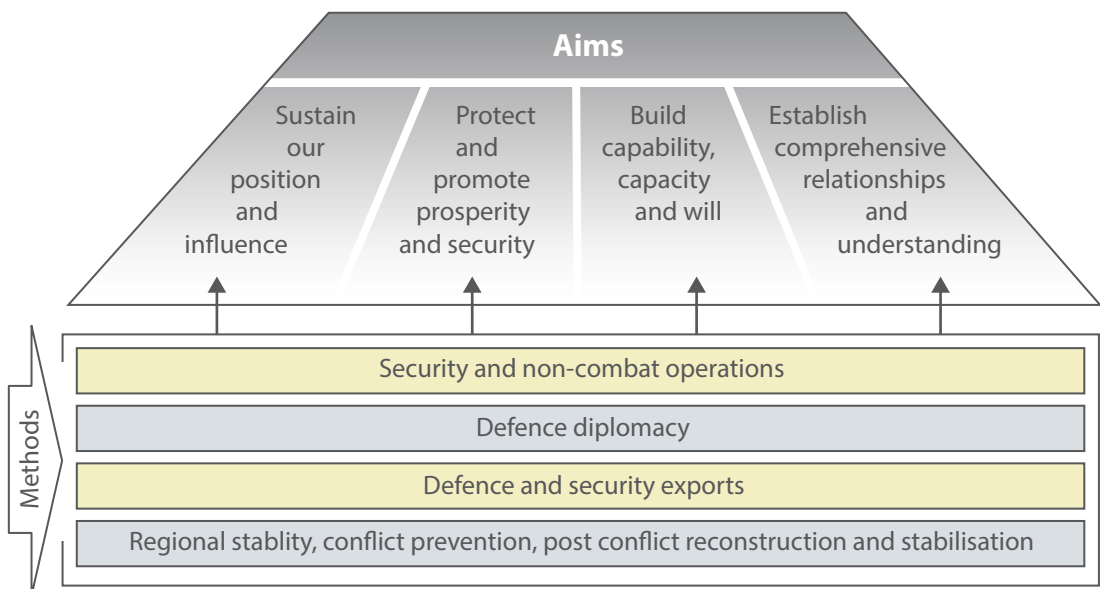 Aims
Sustain
our
position
and
influence
Protect
and
promote
prosperity
and security
Build
capability,
capacity
and will
Establish
comprehensive
relationships
and
understanding
Methods
Security and non-combat operations
Defence diplomacy
Defence and security exports
Regional stablity, conflict prevention, post conflict reconstruction and stabilisation